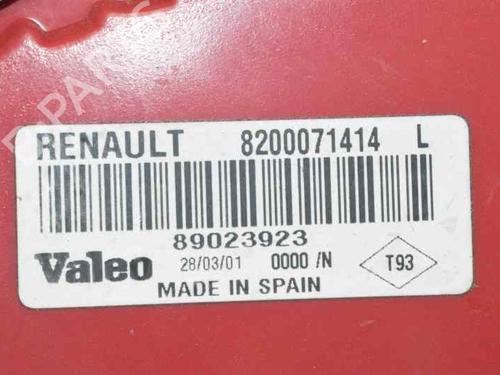 RENAULT 8200071414 L
89023923
Valeo 28/03/01 0000 /N T93
MADE IN SPAIN